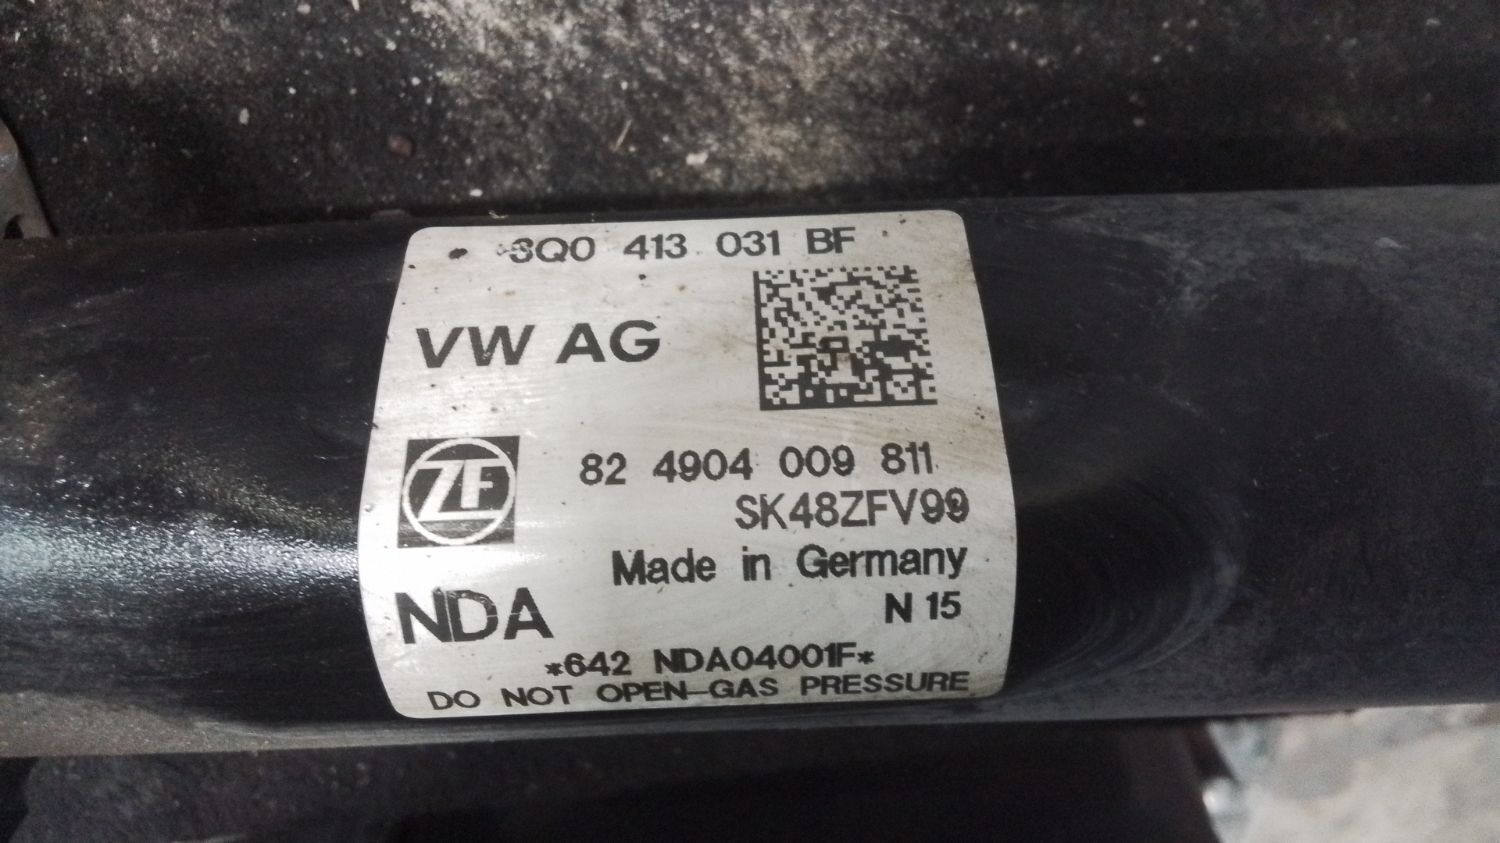 3Q0 413 031 BF
VW AG
ZF
82 4904 009 811
SK48ZFV99
Made in Germany
NDA
N 15
*642 NDA04001F*
DO NOT OPEN-GAS PRESSURE